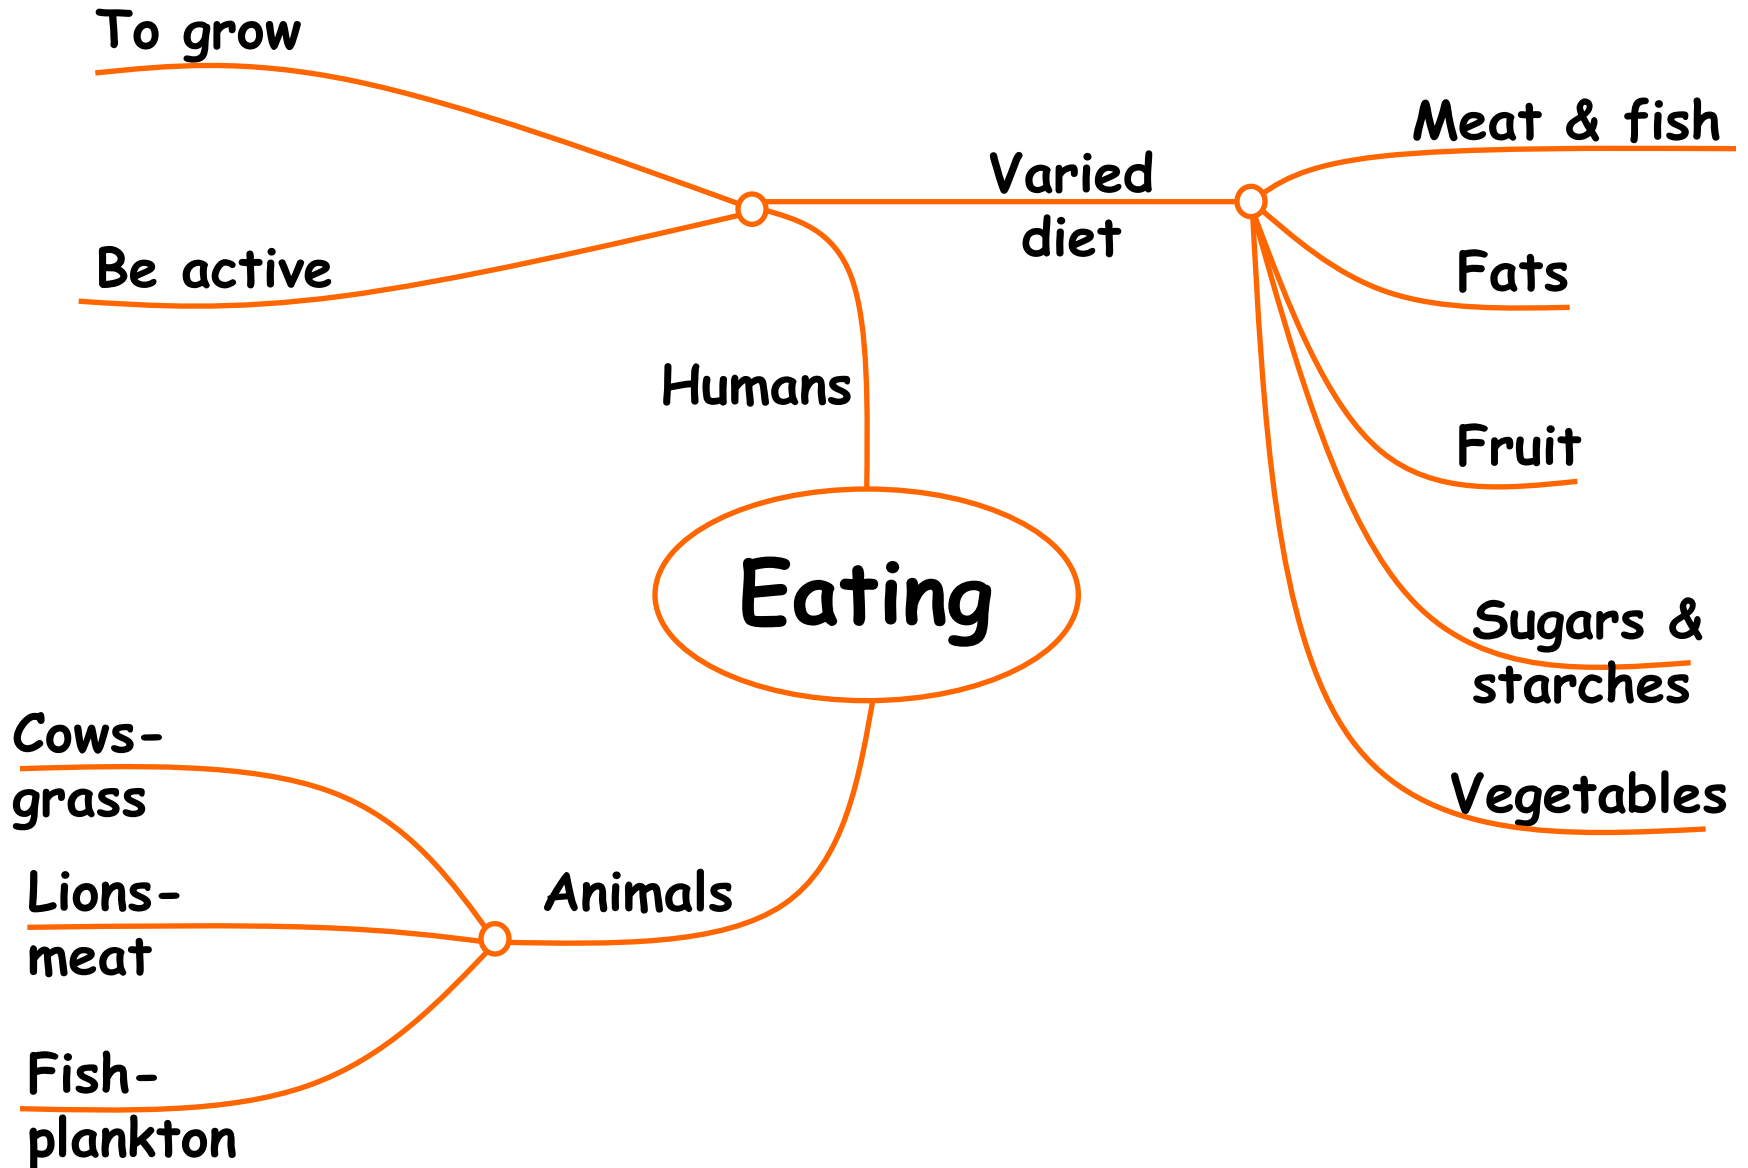 To grow
Meat & fish
Varied
diet
Be active
Fats
Humans
Fruit
Eating
Sugars &
starches
Cows-
grass
Vegetables
Lions-
meat
Animals
Fish-
plankton